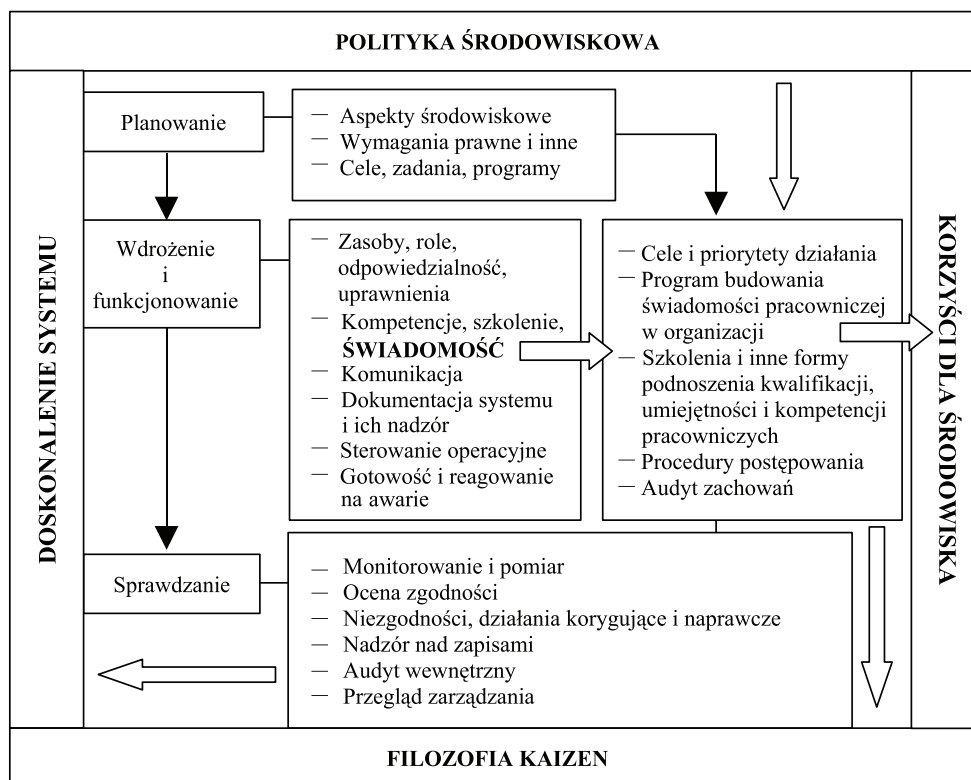 POLITYKA ŚRODOWISKOWA
DOSKONALENIE SYSTEMU
Planowanie
— Aspekty środowiskowe
— Wymagania prawne i inne
— Cele, zadania, programy
Wdrożenie
i
funkcjonowanie
— Zasoby, role,
odpowiedzialność,
uprawnienia
— Kompetencje, szkolenie,
ŚWIADOMOŚĆ
— Komunikacja
— Dokumentacja systemu
i ich nadzór
— Sterowanie operacyjne
— Gotowość i reagowanie
na awarie
— Cele i priorytety działania
— Program budowania
świadomości pracowniczej
w organizacji
— Szkolenia i inne formy
podnoszenia kwalifikacji,
umiejętności i kompetencji
pracowniczych
— Procedury postępowania
— Audyt zachowań
Sprawdzanie
— Monitorowanie i pomiar
— Ocena zgodności
— Niezgodności, działania korygujące i naprawcze
— Nadzór nad zapisami
— Audyt wewnętrzny
— Przegląd zarządzania
KORZYŚCI DLA ŚRODOWISKA
FILOZOFIA KAIZEN